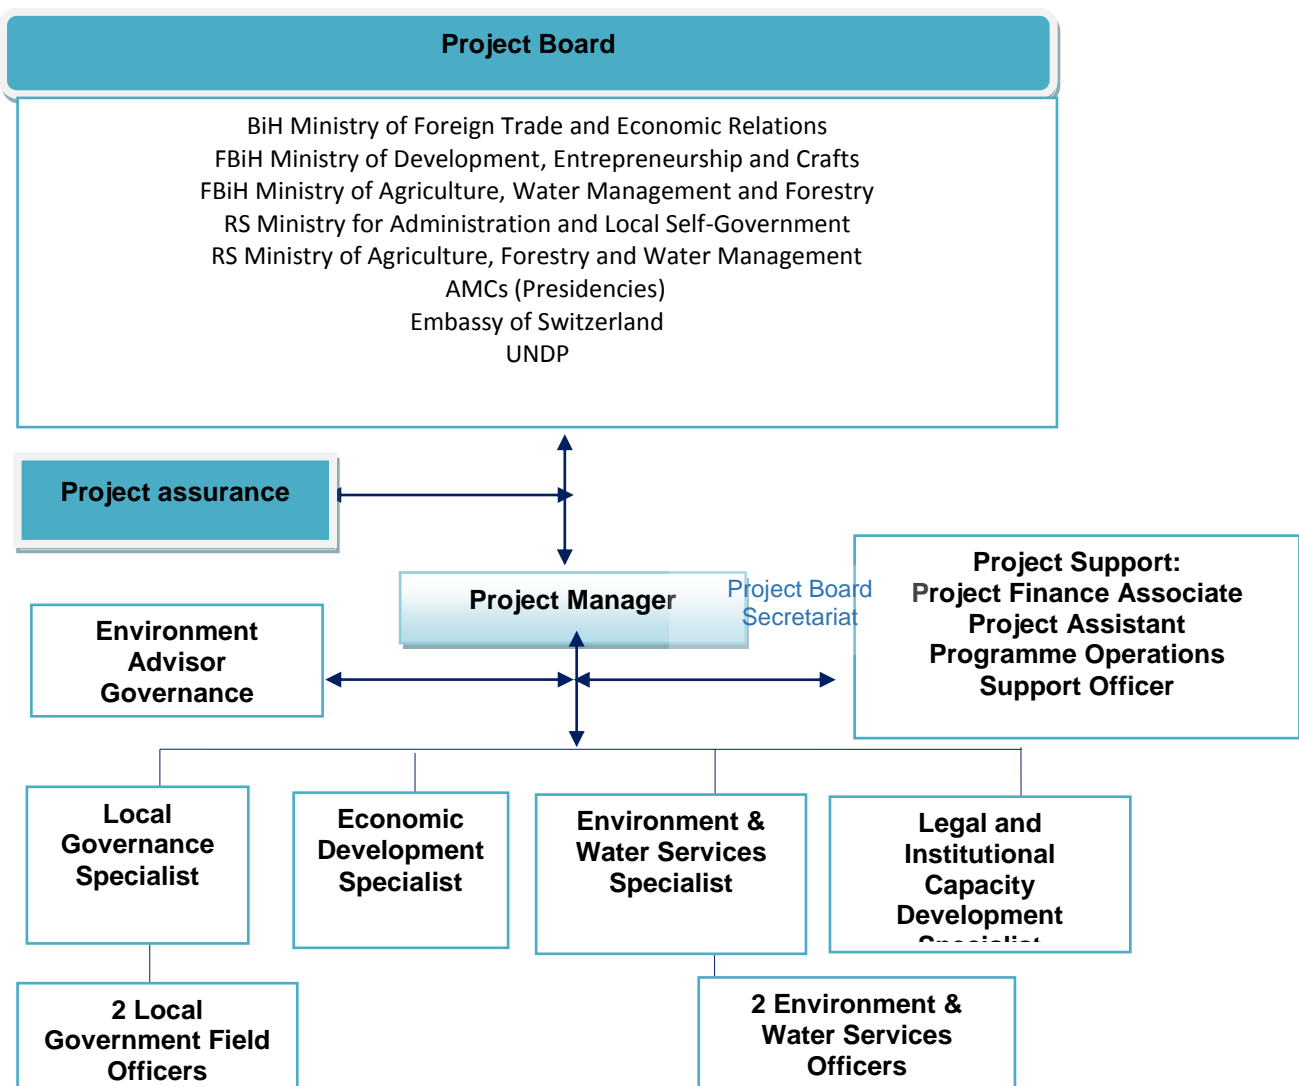 Project Board
BiH Ministry of Foreign Trade and Economic Relations
FBiH Ministry of Development, Entrepreneurship and Crafts
FBiH Ministry of Agriculture, Water Management and Forestry
RS Ministry for Administration and Local Self-Government
RS Ministry of Agriculture, Forestry and Water Management
AMCs (Presidencies)
Embassy of Switzerland
UNDP
Project assurance
Project Manager
Project Board
Secretariat
Project Support:
Project Finance Associate
Project Assistant
Programme Operations
Support Officer
Environment
Advisor
Governance
Local
Governance
Specialist
Economic
Development
Specialist
Environment &
Water Services
Specialist
Legal and
Institutional
Capacity
Development
Specialist
2 Local
Government Field
Officers
2 Environment &
Water Services
Officers